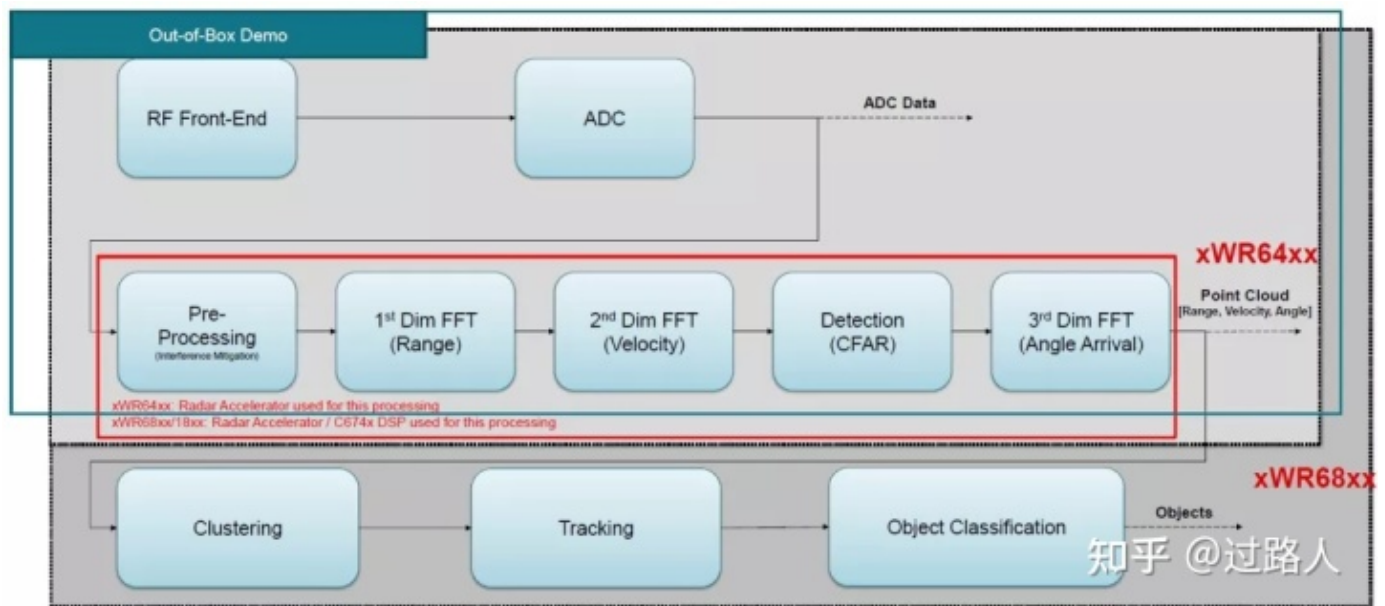 Out-of-Box Demo
RF Front-End
ADC
ADC Data
xWR64xx
Pre-
Processing
(Interference Mitigation)
1st Dim FFT
(Range)
2nd Dim FFT
(Velocity)
Detection
(CFAR)
3rd Dim FFT
(Angle Arrival)
Point Cloud
[Range, Velocity, Angle]
xWR64xx: Radar Accelerator used for this processing
xWR68xx/18xx: Radar Accelerator / C674x DSP used for this processing
xWR68xx
Clustering
Tracking
Object Classification
Objects
知乎 @过路人